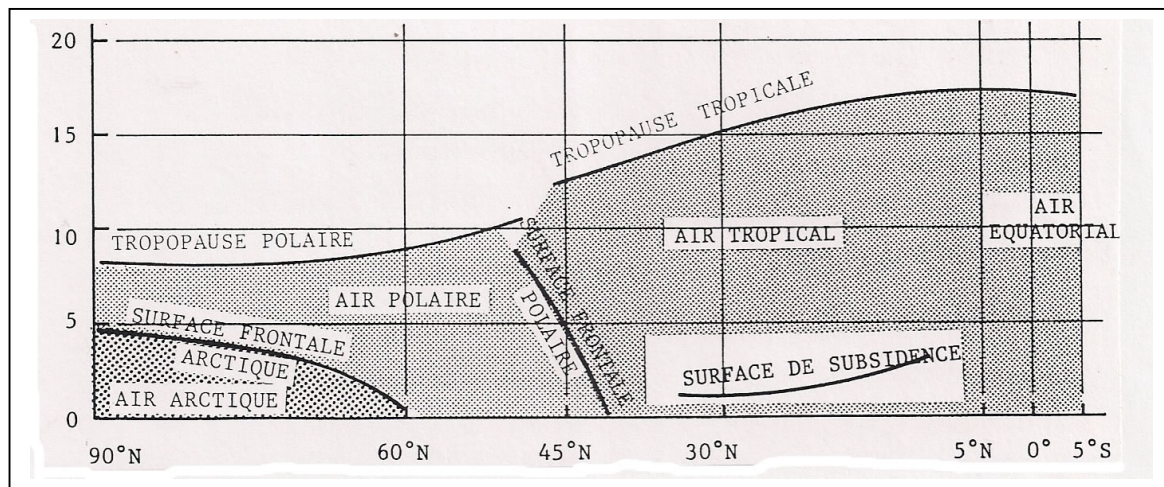 20
15
10
5
0
TROPOPAUSE TROPICALE
TROPOPAUSE POLAIRE
SURFACE FRONTALE
POLAIRE
AIR TROPICAL
AIR
EQUATORIAL
AIR POLAIRE
SURFACE FRONTALE
ARCTIQUE
AIR ARCTIQUE
SURFACE DE SUBSIDENCE
90°N 60°N 45°N 30°N 5°N 0° 5°S